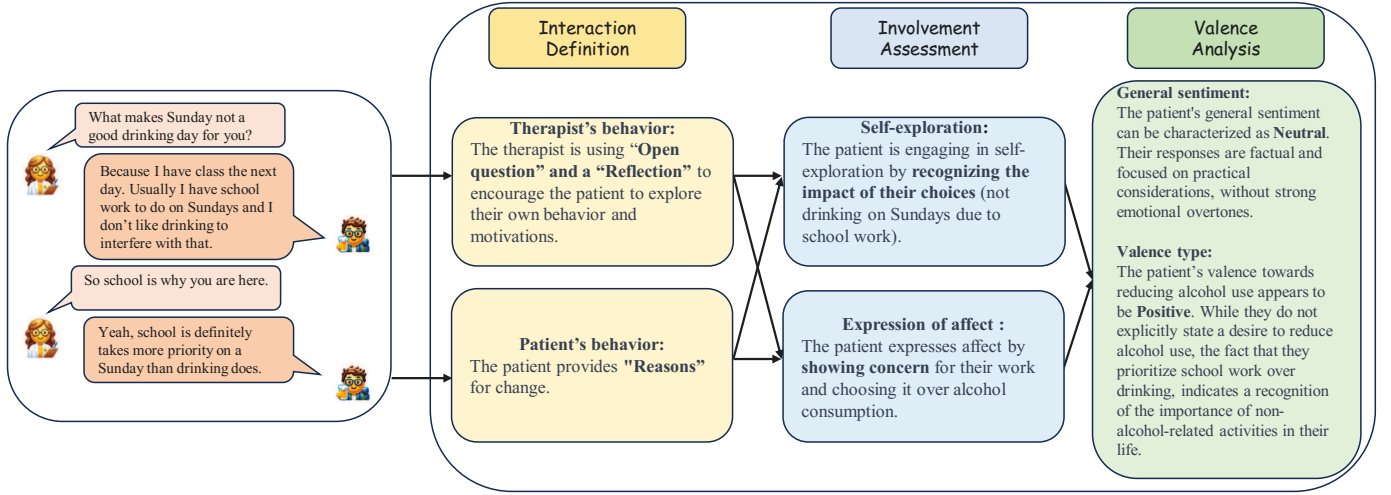 Interaction
Definition
Involvement
Assessment
Valence
Analysis
What makes Sunday not a
good drinking day for you?
Because I have class the next
day. Usually I have school
work to do on Sundays and I
don't like drinking to
interfere with that.
So school is why you are here.
Yeah, school is definitely
takes more priority on a
Sunday than drinking does.
Therapist's behavior:
The therapist is using “Open
question” and a “Reflection” to
encourage the patient to explore
their own behavior and
motivations.
Patient's behavior:
The patient provides "Reasons”
for change.
Self-exploration:
The patient is engaging in self-
exploration by recognizing the
impact of their choices (not
drinking on Sundays due to
school work).
Expression of affect :
The patient expresses affect by
showing concern for their work
and choosing it over alcohol
consumption.
General sentiment:
The patient's general sentiment
can be characterized as Neutral.
Their responses are factual and
focused on practical
considerations, without strong
emotional overtones.
Valence type:
The patient’s valence towards
reducing alcohol use appears to
be Positive. While they do not
explicitly state a desire to reduce
alcohol use, the fact that they
prioritize school work over
drinking, indicates a recognition
of the importance of non-
alcohol-related activities in their
life.